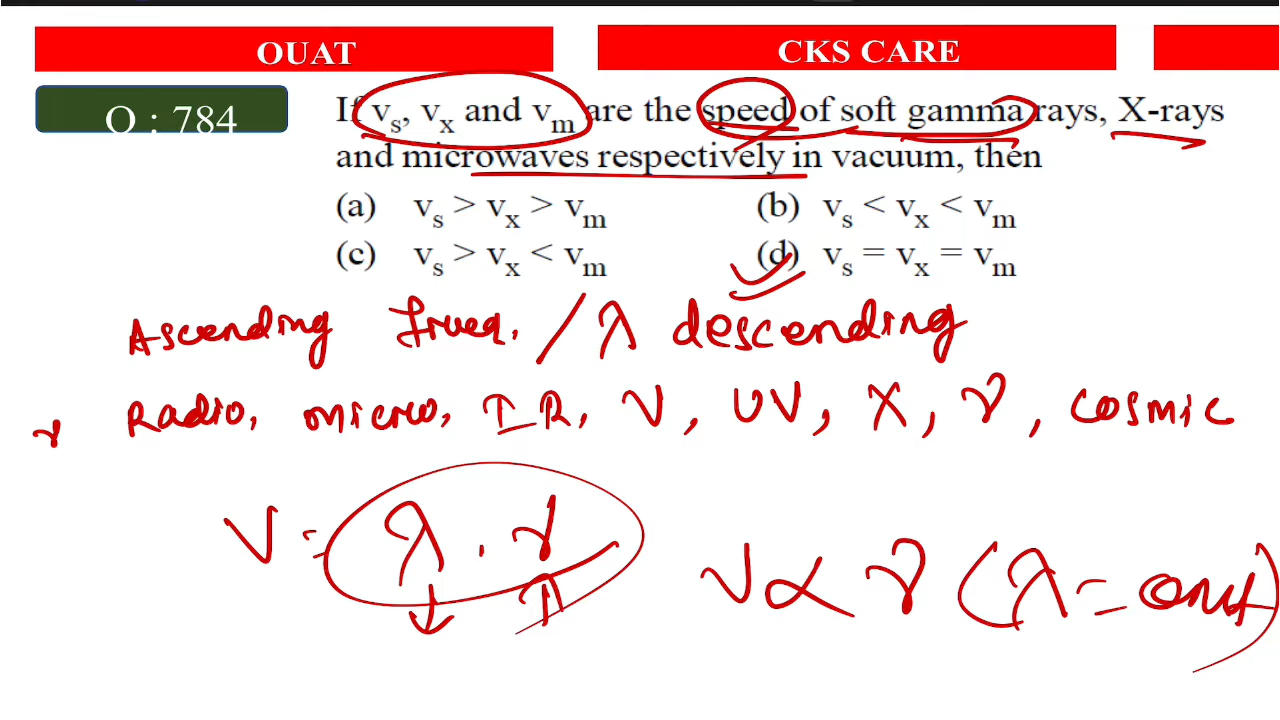 OUAT CKS CARE
Q : 784
If vₛ, vₓ and vₘ are the speed of soft gamma rays, X-rays
and microwaves respectively in vacuum, then
(a) vₛ > vₓ > vₘ (b) vₛ < vₓ < vₘ
(c) vₛ > vₓ < vₘ (d) vₛ = vₓ = vₘ
Ascending freq. / λ descending
γ Radio, micro, IR, V, UV, X, γ, cosmic
V = λ . ν
V ∝ ν (λ =